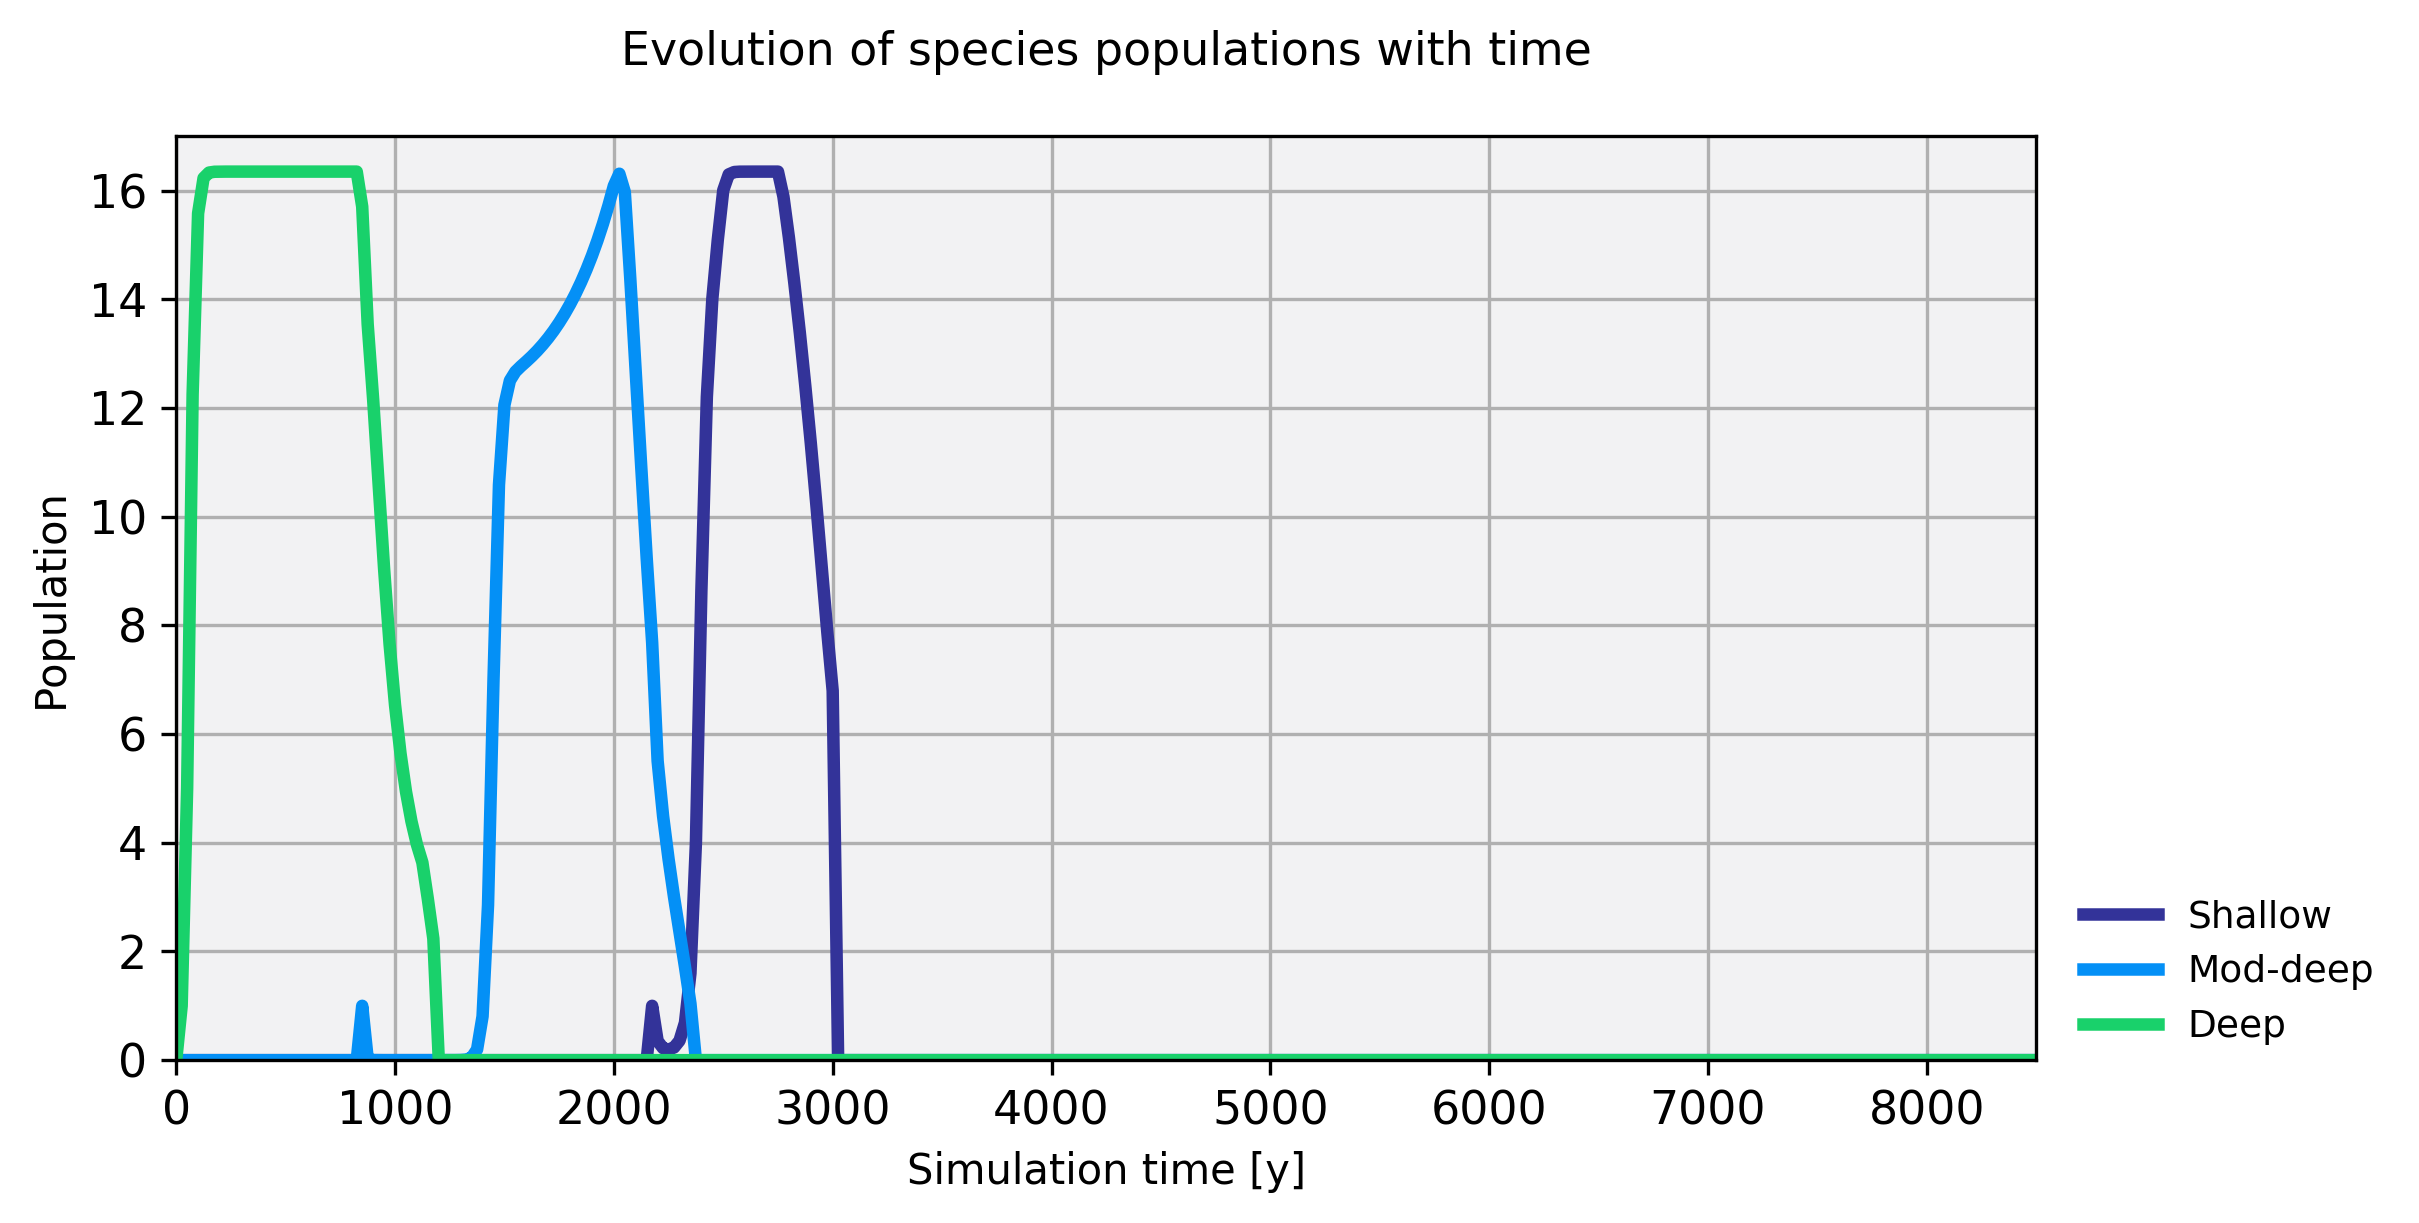 Evolution of species populations with time
16
14
12
10
8
6
4
2
0
Population
0 1000 2000 3000 4000 5000 6000 7000 8000
Simulation time [y]
Shallow
Mod-deep
Deep